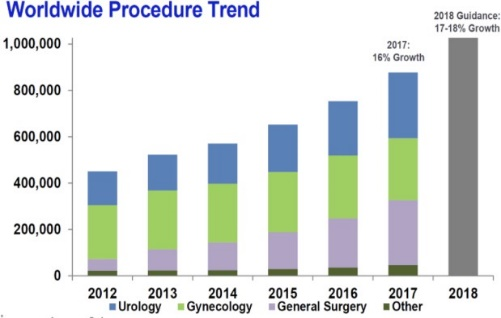 Worldwide Procedure Trend
2018 Guidance:
17-18% Growth
2017:
16% Growth
1,000,000
800,000
600,000
400,000
200,000
0
2012 2013 2014 2015 2016 2017 2018
Urology Gynecology General Surgery Other